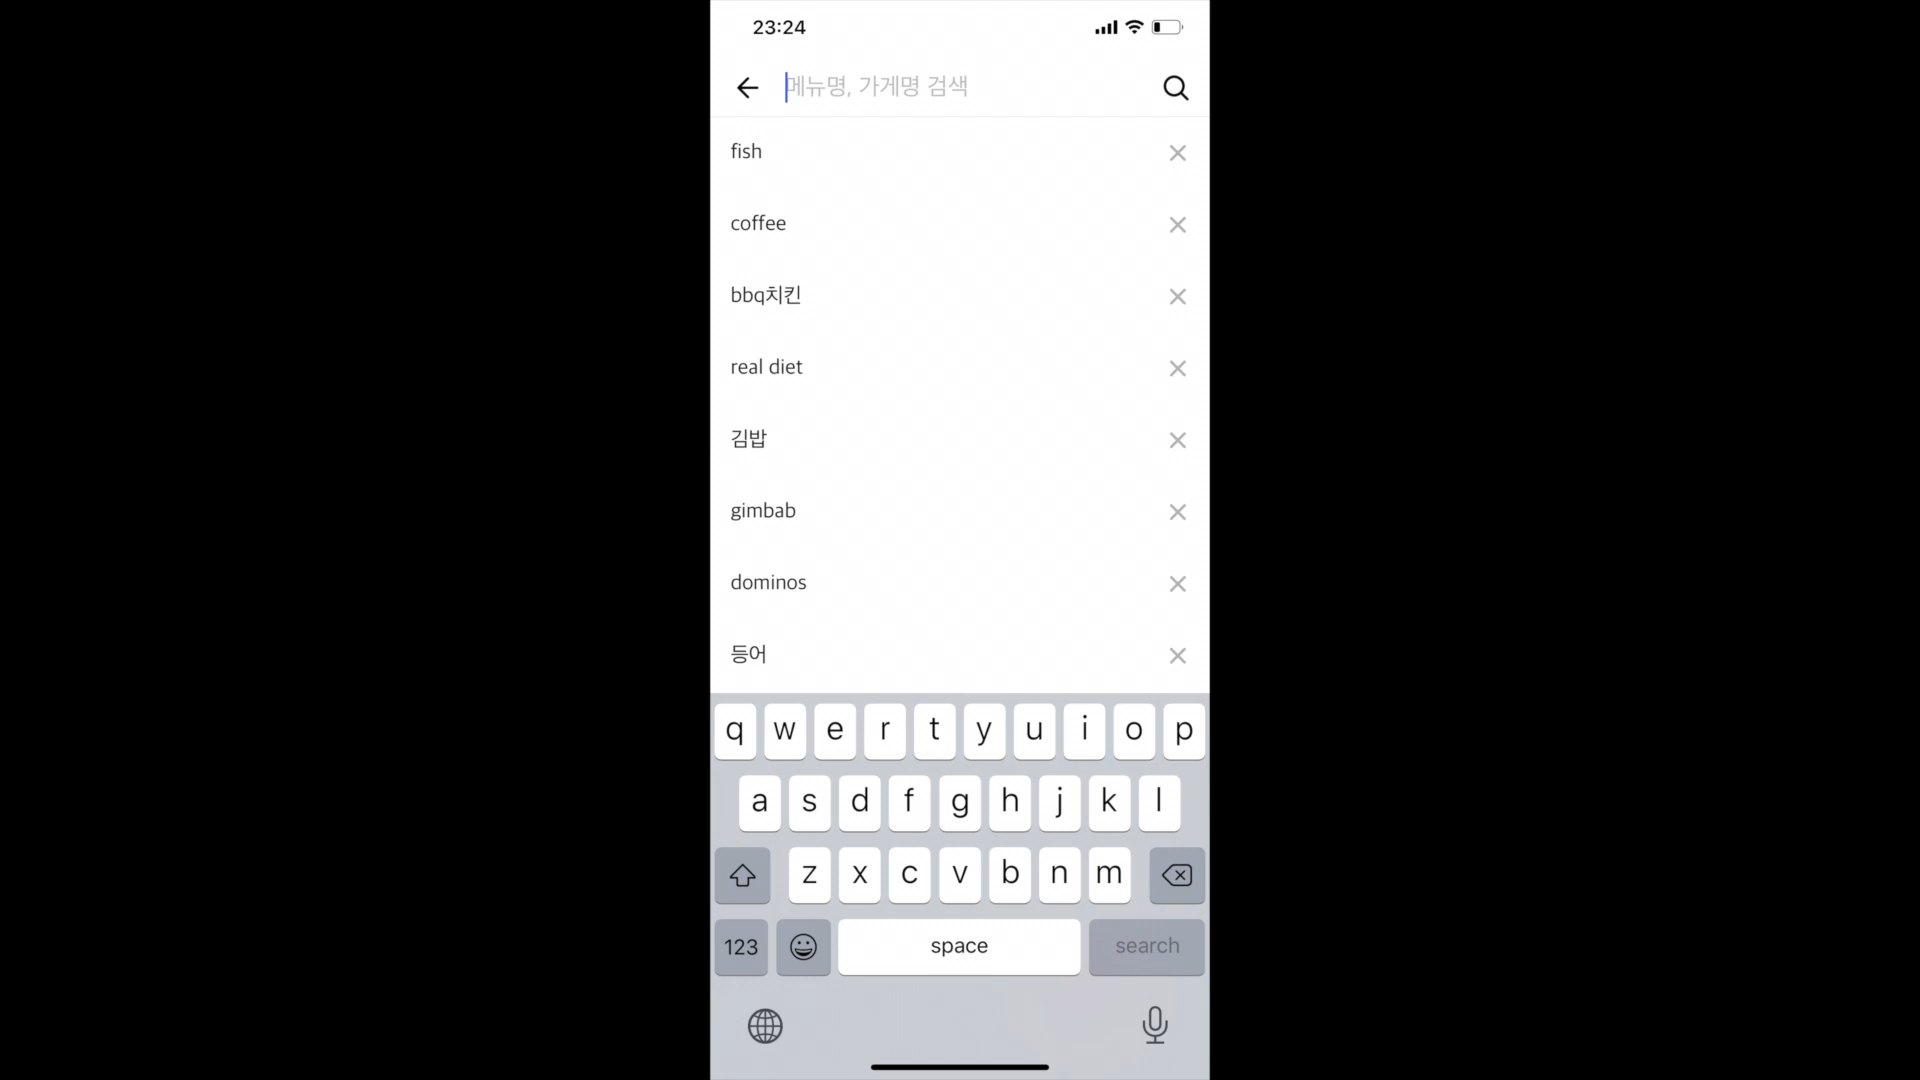 23:24
메뉴명, 가게명 검색
fish
coffee
bbq치킨
real diet
김밥
gimbab
dominos
등어
q w e r t y u i o p
a s d f g h j k l
z x c v b n m
123 space search